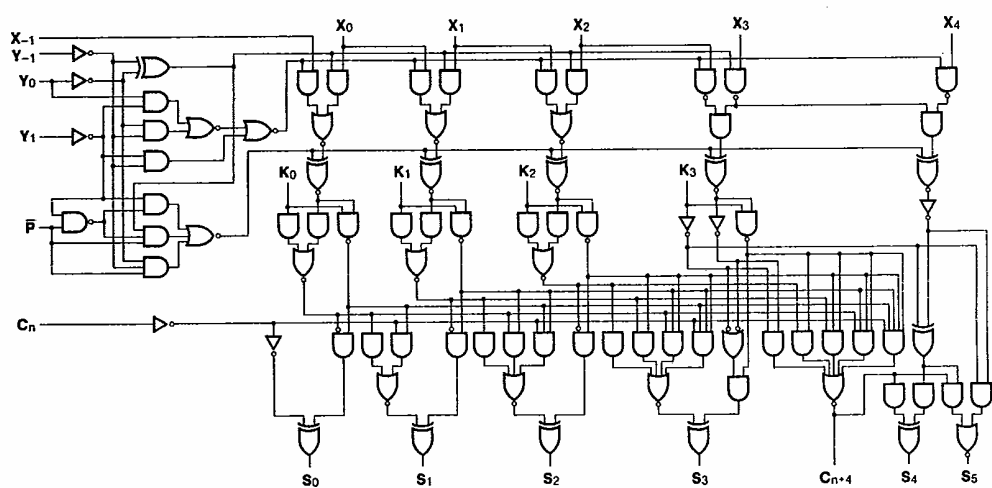 X-1
Y-1
Y0
Y1
P̅
Cn
X0
X1
X2
X3
X4
K0
K1
K2
K3
S0
S1
S2
S3
Cn+4
S4
S5